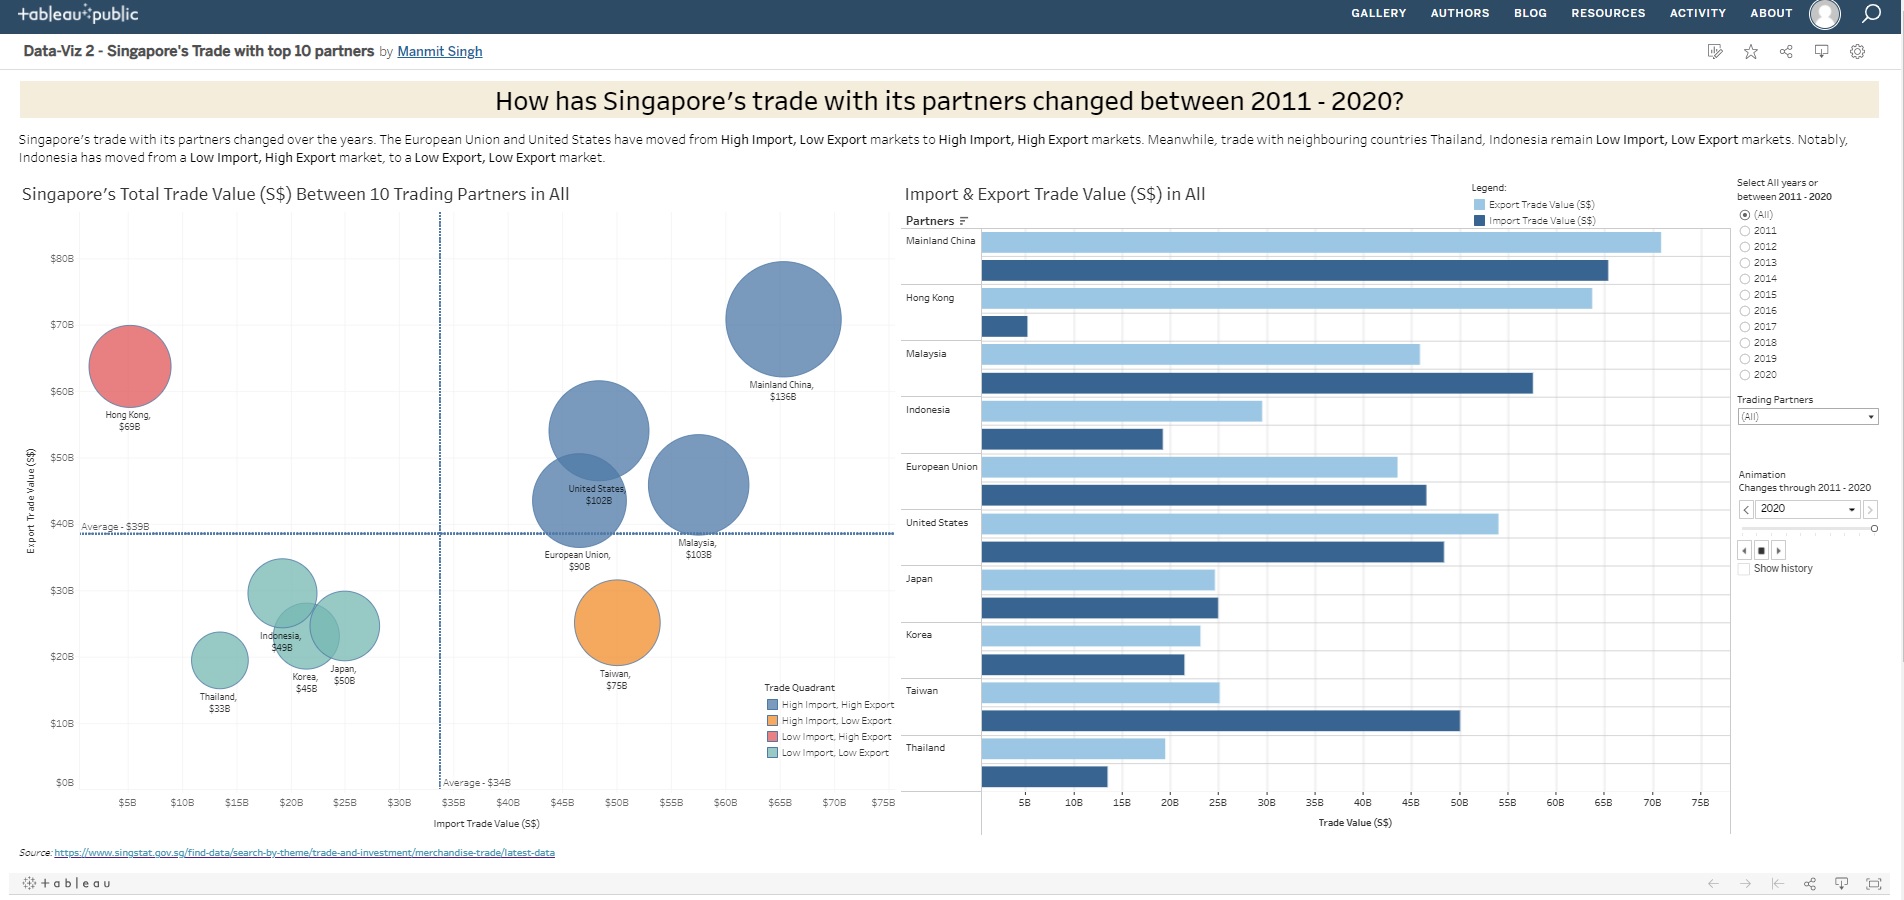 +ableau public
GALLERY AUTHORS BLOG RESOURCES ACTIVITY ABOUT
Data-Viz 2 - Singapore's Trade with top 10 partners by Manmit Singh
How has Singapore's trade with its partners changed between 2011 - 2020?
Singapore's trade with its partners changed over the years. The European Union and United States have moved from High Import, Low Export markets to High Import, High Export markets. Meanwhile, trade with neighbouring countries Thailand, Indonesia remain Low Import, Low Export markets. Notably,
Indonesia has moved from a Low Import, High Export market, to a Low Export, Low Export market.
Singapore's Total Trade Value (S$) Between 10 Trading Partners in All
$80B
$70B
$60B
$50B
$40B
$30B
$20B
$10B
$0B
Export Trade Value (S$)
Average - $39B
Average - $34B
Hong Kong,
$69B
Mainland China,
$136B
United States,
$102B
European Union,
$90B
Malaysia,
$103B
Indonesia,
$49B
Korea,
$45B
Japan,
$50B
Thailand,
$33B
Taiwan,
$75B
Trade Quadrant
High Import, High Export
High Import, Low Export
Low Import, High Export
Low Import, Low Export
$5B $10B $15B $20B $25B $30B $35B $40B $45B $50B $55B $60B $65B $70B $75B
Import Trade Value (S$)
Import & Export Trade Value (S$) in All
Legend:
Export Trade Value (S$)
Import Trade Value (S$)
Partners
Mainland China
Hong Kong
Malaysia
Indonesia
European Union
United States
Japan
Korea
Taiwan
Thailand
5B 10B 15B 20B 25B 30B 35B 40B 45B 50B 55B 60B 65B 70B 75B
Trade Value (S$)
Select All years or
between 2011 - 2020
(All)
2011
2012
2013
2014
2015
2016
2017
2018
2019
2020
Trading Partners
(All)
Animation
Changes through 2011 - 2020
2020
Show history
Source: https://www.singstat.gov.sg/find-data/search-by-theme/trade-and-investment/merchandise-trade/latest-data
+ableau